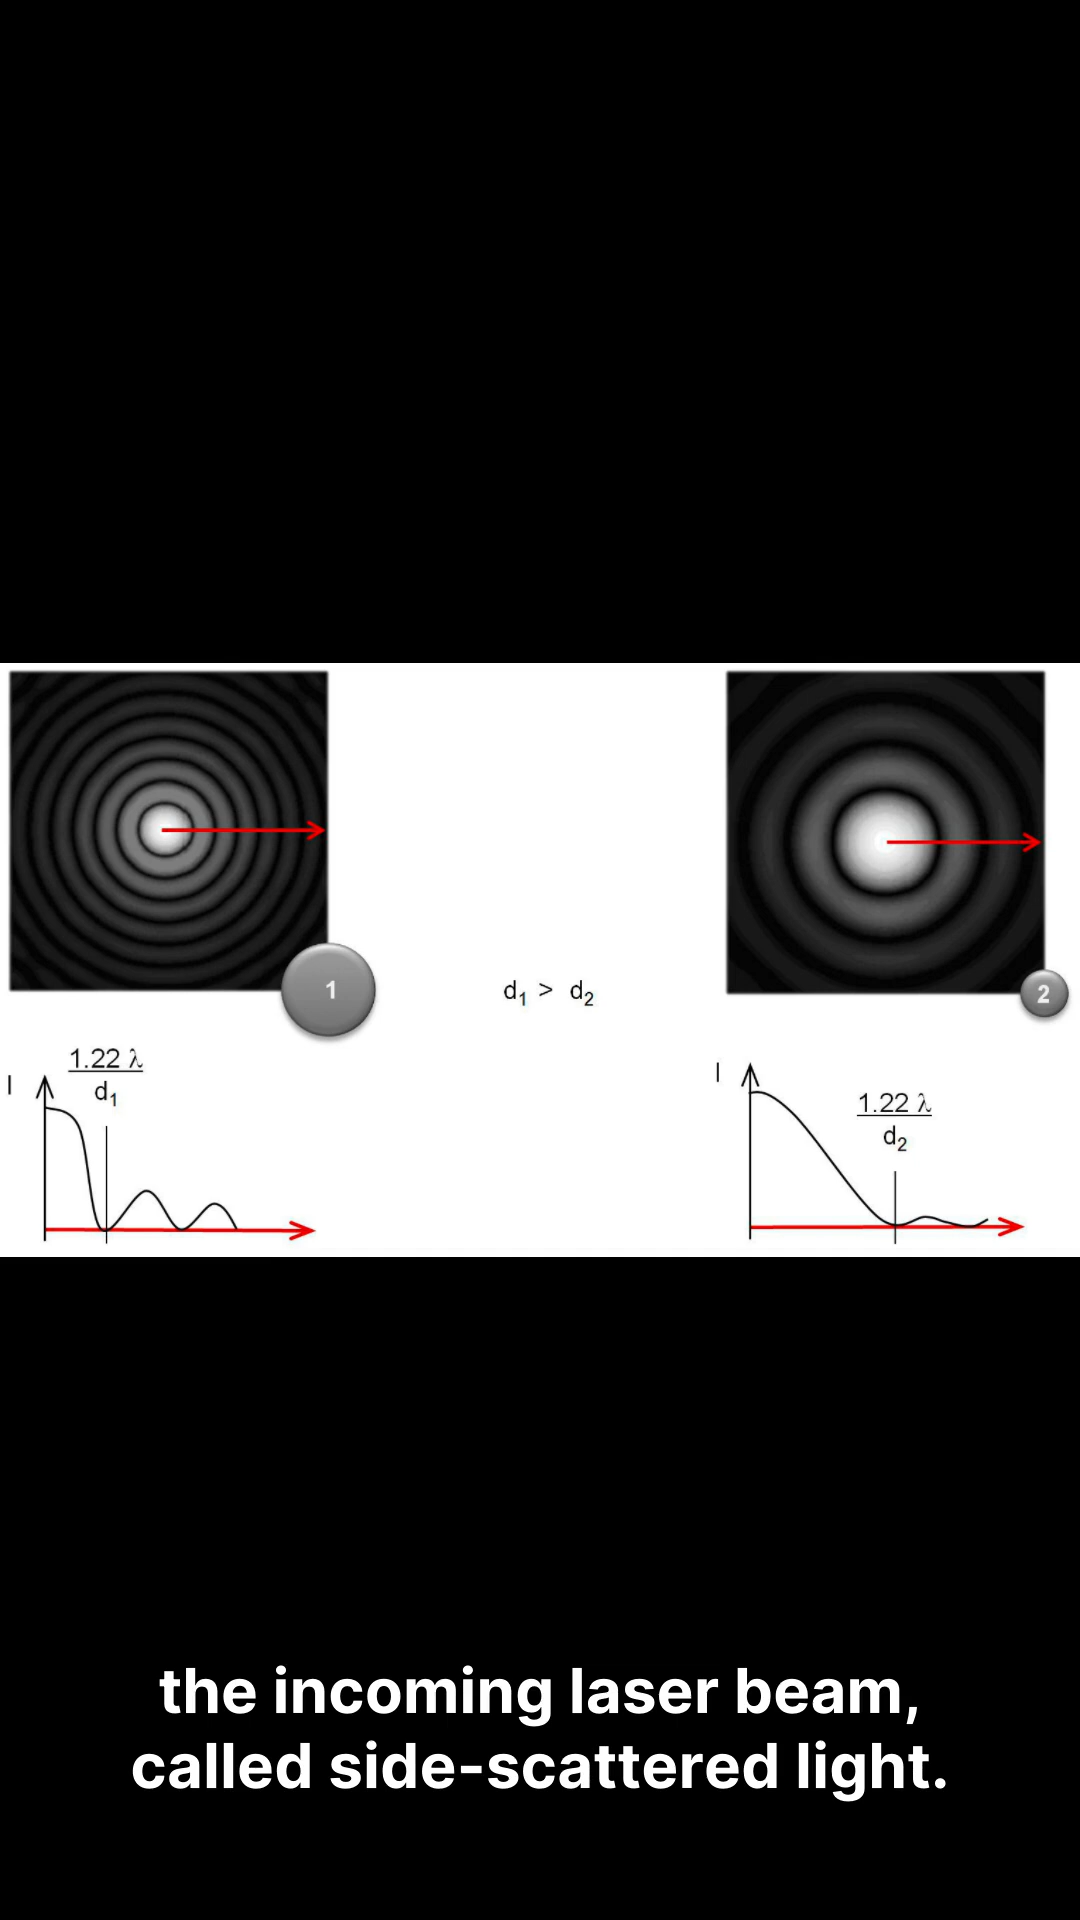 1
d₁ > d₂
2
I
1.22 λ
d₁
I
1.22 λ
d₂
the incoming laser beam,
called side-scattered light.